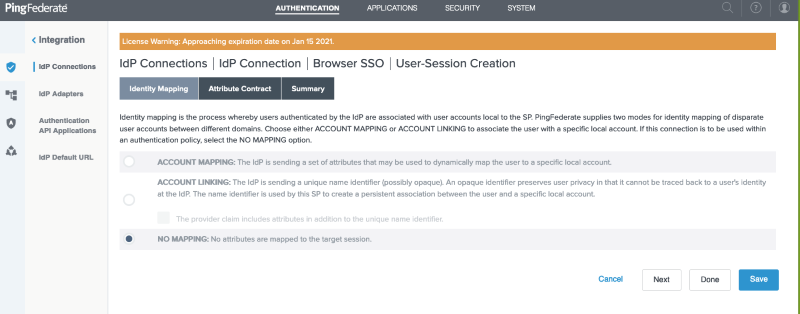 PingFederate
AUTHENTICATION APPLICATIONS SECURITY SYSTEM
Integration
IdP Connections
IdP Adapters
Authentication
API Applications
IdP Default URL
License Warning: Approaching expiration date on Jan 15 2021.
IdP Connections | IdP Connection | Browser SSO | User-Session Creation
Identity Mapping Attribute Contract Summary
Identity mapping is the process whereby users authenticated by the IdP are associated with user accounts local to the SP. PingFederate supplies two modes for identity mapping of disparate
user accounts between different domains. Choose either ACCOUNT MAPPING or ACCOUNT LINKING to associate the user with a specific local account. If this connection is to be used within
an authentication policy, select the NO MAPPING option.
ACCOUNT MAPPING: The IdP is sending a set of attributes that may be used to dynamically map the user to a specific local account.
ACCOUNT LINKING: The IdP is sending a unique name identifier (possibly opaque). An opaque identifier preserves user privacy in that it cannot be traced back to a user's identity
at the IdP. The name identifier is used by this SP to create a persistent association between the user and a specific local account.
The provider claim includes attributes in addition to the unique name identifier.
NO MAPPING: No attributes are mapped to the target session.
Cancel Next Done Save